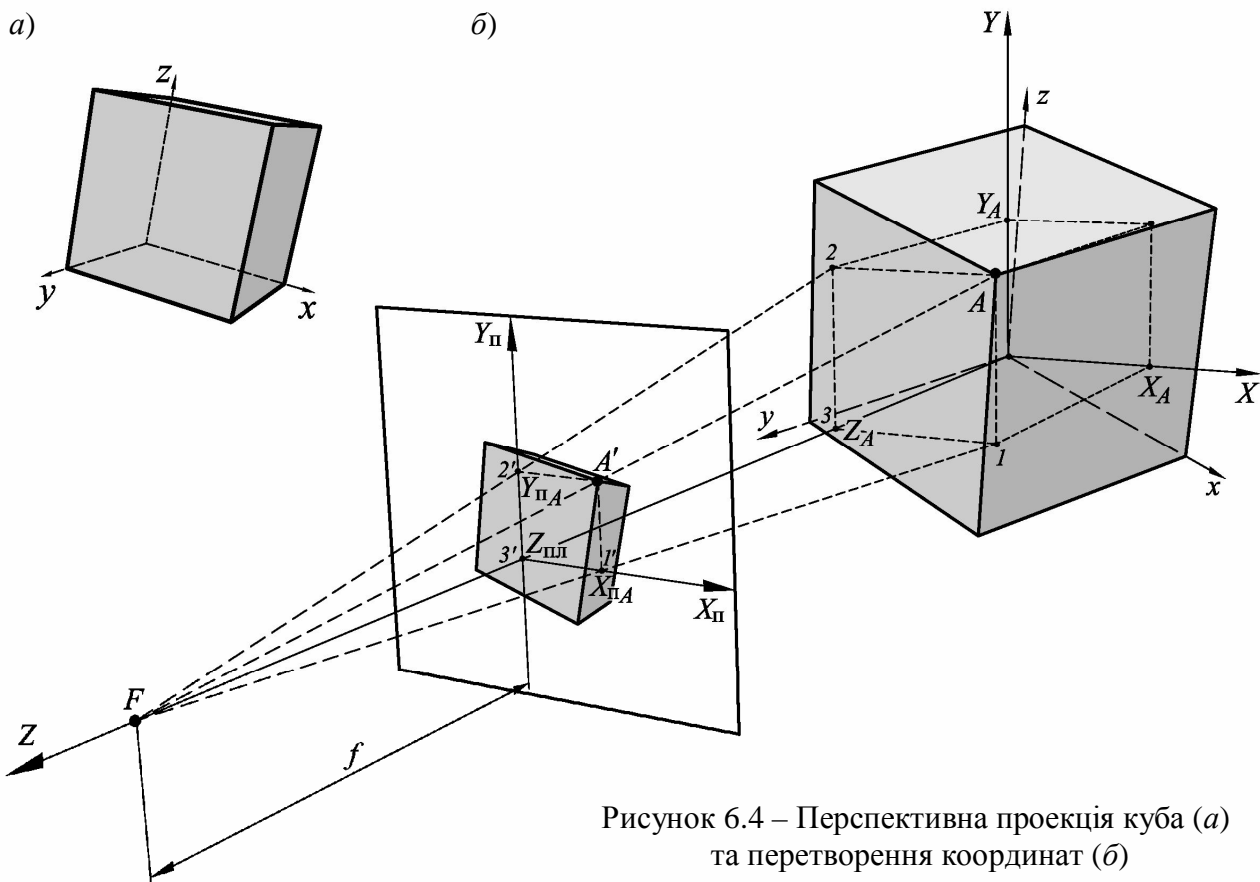 а)
б)
z
y
x
Y
z
Y_A
2
A
X_A
X
3
y
Z_A
1
x
Y_п
2'
A'
Y_пA
3'
Z_пл
1'
X_пA
X_п
F
Z
f
Рисунок 6.4 – Перспективна проекція куба (а)
та перетворення координат (б)